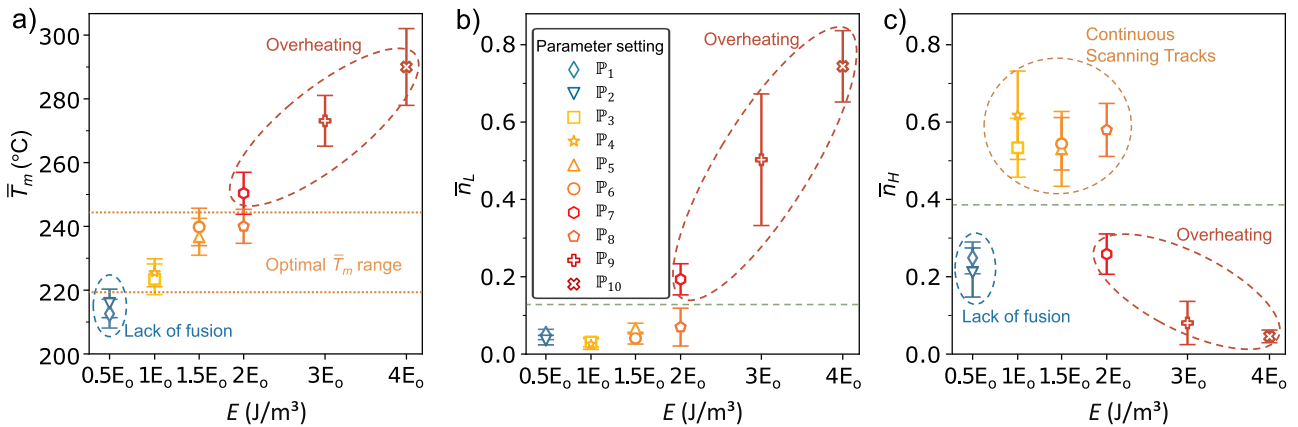 a)
T̅ₘ (°C)
300
280
260
240
220
200
Overheating
Optimal T̅ₘ range
Lack of fusion
0.5Eₒ 1Eₒ 1.5Eₒ 2Eₒ 3Eₒ 4Eₒ
E (J/m³)
b)
n̅_L
0.8
0.6
0.4
0.2
0.0
Parameter setting
ℙ₁
ℙ₂
ℙ₃
ℙ₄
ℙ₅
ℙ₆
ℙ₇
ℙ₈
ℙ₉
ℙ₁₀
Overheating
0.5Eₒ 1Eₒ 1.5Eₒ 2Eₒ 3Eₒ 4Eₒ
E (J/m³)
c)
n̅_H
0.8
0.6
0.4
0.2
0.0
Continuous
Scanning Tracks
Overheating
Lack of fusion
0.5Eₒ 1Eₒ 1.5Eₒ 2Eₒ 3Eₒ 4Eₒ
E (J/m³)